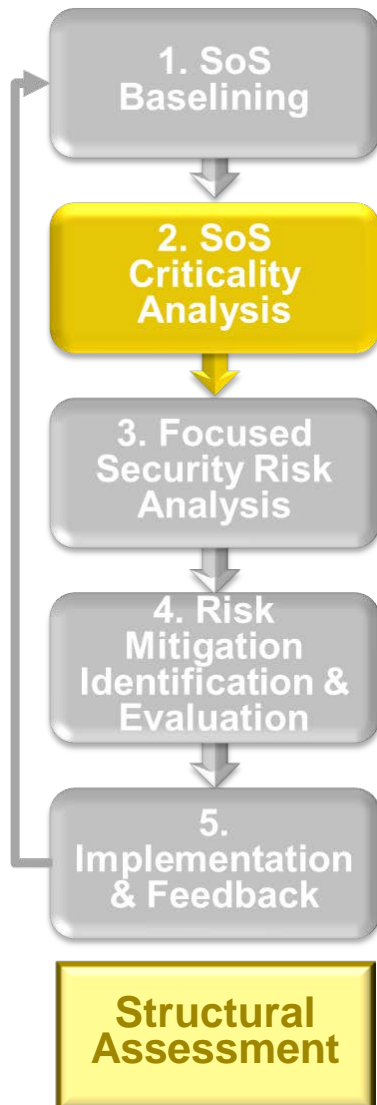 1. SoS
Baselining
2. SoS
Criticality
Analysis
3. Focused
Security Risk
Analysis
4. Risk
Mitigation
Identification &
Evaluation
5.
Implementation
& Feedback
Structural
Assessment